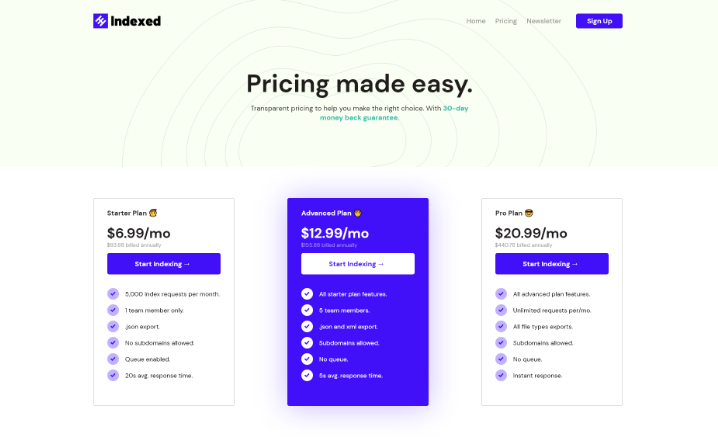 Indexed
Home Pricing Newsletter Sign Up
Pricing made easy.
Transparent pricing to help you make the right choice. With 30-day
money back guarantee.
Starter Plan
$6.99/mo
$83.88 billed annually
Start Indexing →
5,000 index requests per month.
1 team member only.
.json export.
No subdomains allowed.
Queue enabled.
20s avg. response time.
Advanced Plan
$12.99/mo
billed annually
Start Indexing →
All starter plan features.
5 team members.
.json and xml export.
Subdomains allowed.
No queue.
5s avg. response time.
Pro Plan
$20.99/mo
billed annually
Start Indexing →
All advanced plan features.
Unlimited requests per/mo.
All file types exports.
Subdomains allowed.
No queue.
Instant response.